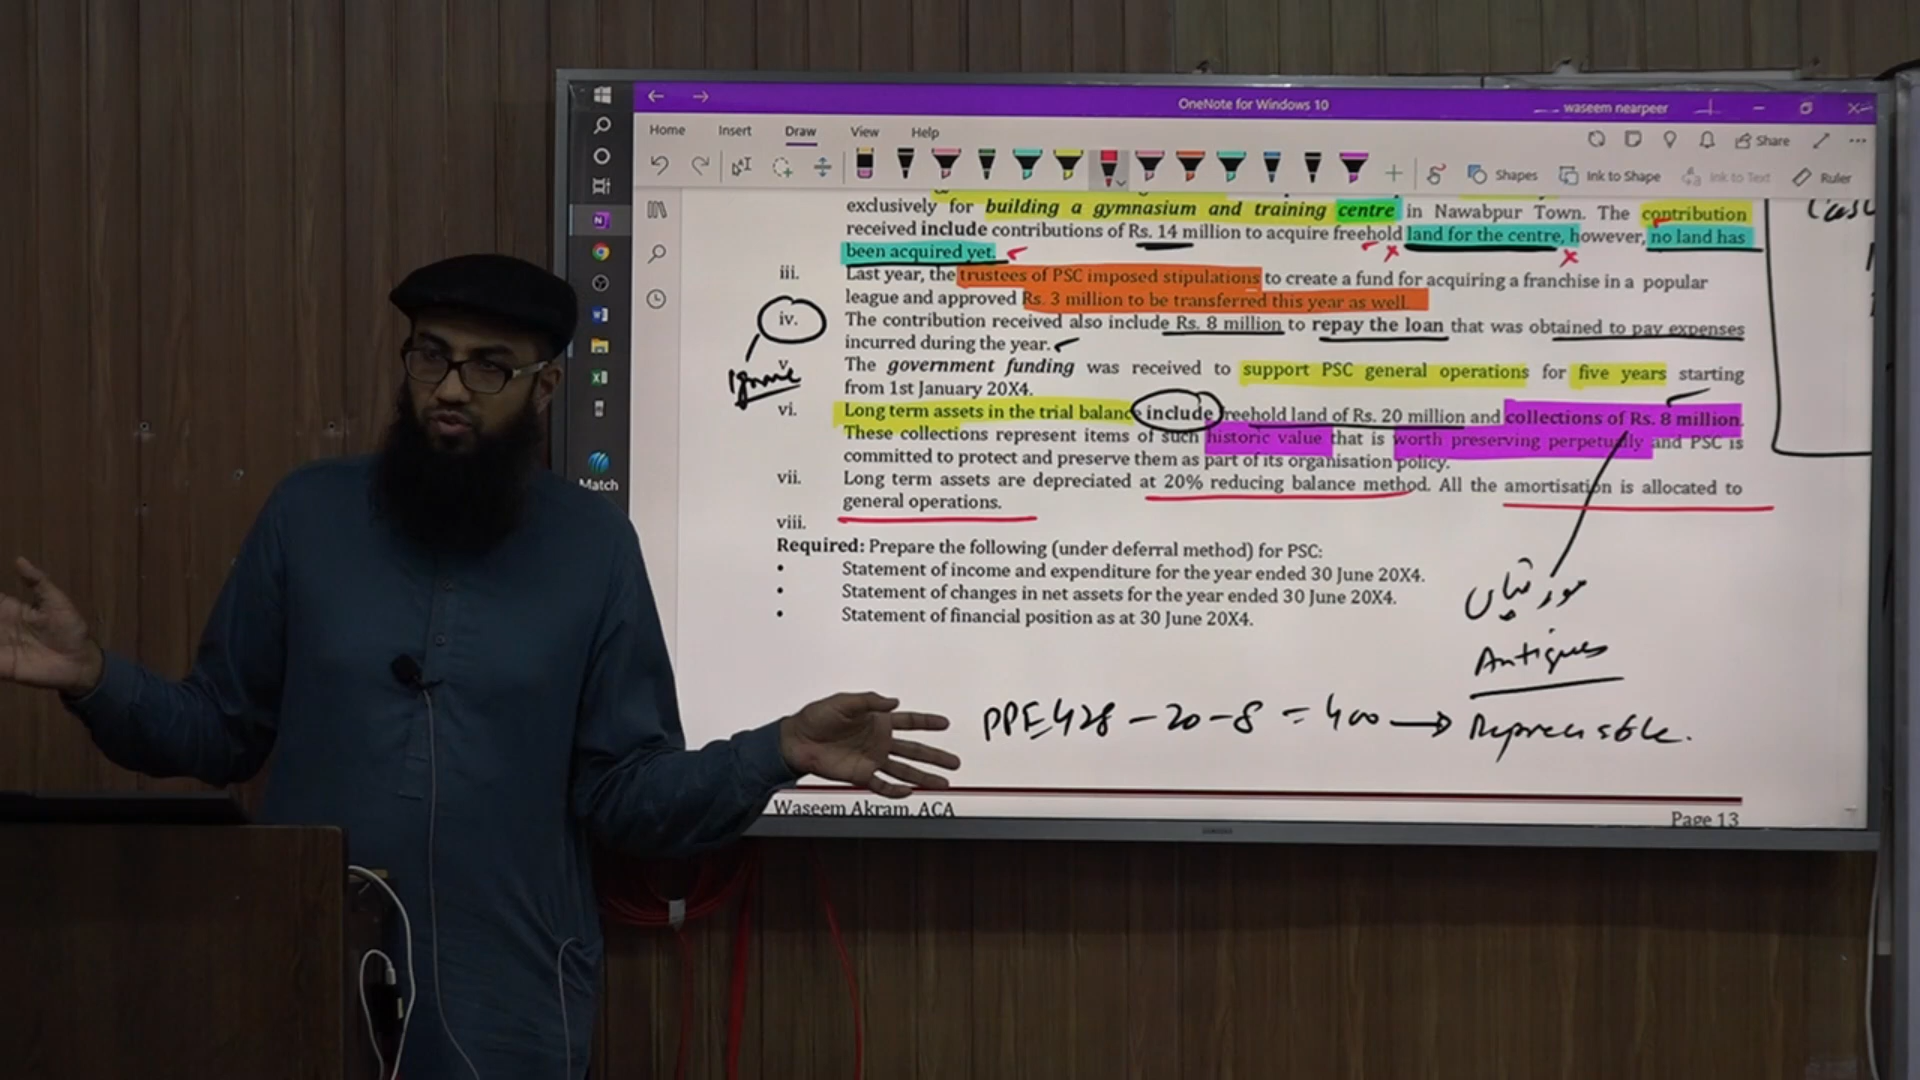 OneNote for Windows 10
waseem nearpeer
Home Insert Draw View Help
Share
Shapes Ink to Shape Ink to Text Ruler
exclusively for building a gymnasium and training centre in Nawabpur Town. The contribution
received include contributions of Rs. 14 million to acquire freehold land for the centre, however, no land has
been acquired yet.
iii. Last year, the trustees of PSC imposed stipulations to create a fund for acquiring a franchise in a popular
league and approved Rs. 3 million to be transferred this year as well.
iv. The contribution received also include Rs. 8 million to repay the loan that was obtained to pay expenses
incurred during the year.
Ignore
v. The government funding was received to support PSC general operations for five years starting
from 1st January 20X4.
vi. Long term assets in the trial balance include freehold land of Rs. 20 million and collections of Rs. 8 million.
These collections represent items of such historic value that is worth preserving perpetually and PSC is
committed to protect and preserve them as part of its organisation policy.
vii. Long term assets are depreciated at 20% reducing balance method. All the amortisation is allocated to
general operations.
viii.
Required: Prepare the following (under deferral method) for PSC:
• Statement of income and expenditure for the year ended 30 June 20X4.
• Statement of changes in net assets for the year ended 30 June 20X4.
• Statement of financial position as at 30 June 20X4.
مورتیاں
Antiques
PPE 428 - 20 - 8 = 400 → Depreciable.
Waseem Akram, ACA
Page 13
Match